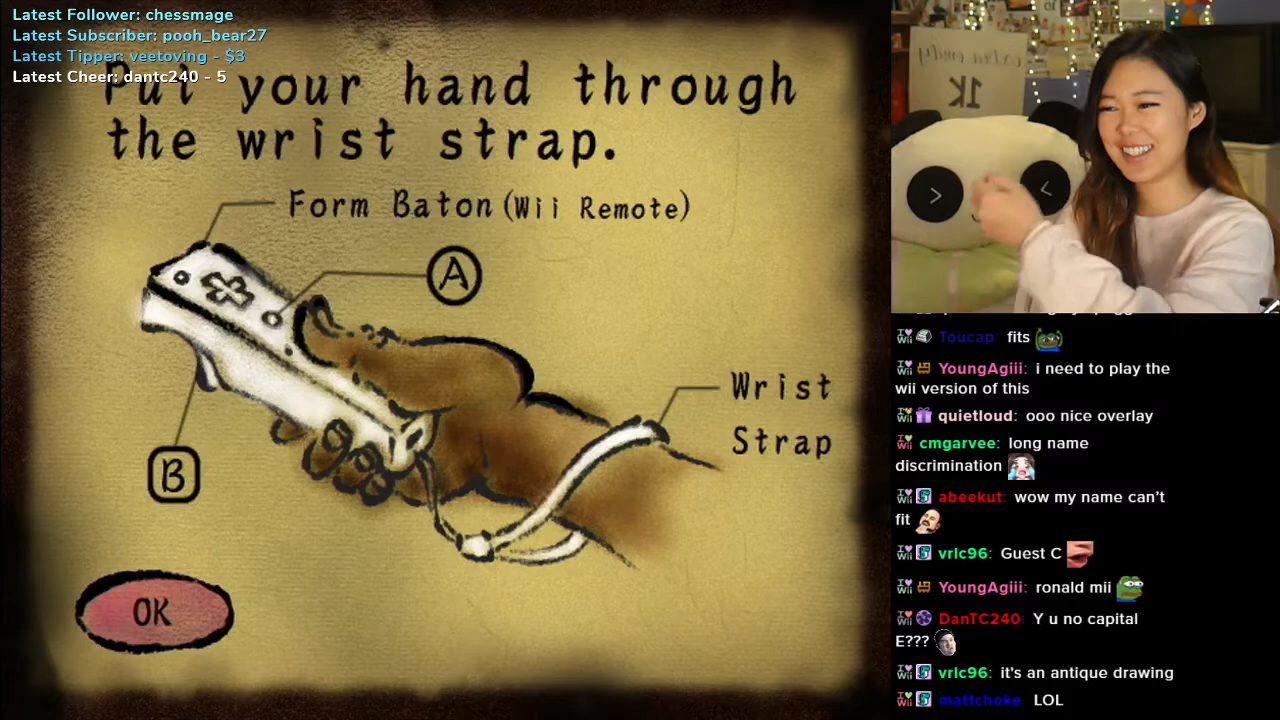 Latest Follower: chessmage
Latest Subscriber: pooh_bear27
Latest Tipper: veetoving - $3
Latest Cheer: dantc240 - 5
Put your hand through
the wrist strap.
Form Baton (Wii Remote)
A
Wrist
Strap
B
OK
1K
> <
Toucap fits
YoungAgiii: i need to play the
wii version of this
quietloud: ooo nice overlay
cmgarvee: long name
discrimination
abeekut: wow my name can't
fit
vrlc96: Guest C
YoungAgiii: ronald mii
DanTC240: Y u no capital
E???
vrlc96: it's an antique drawing
mattchoke LOL